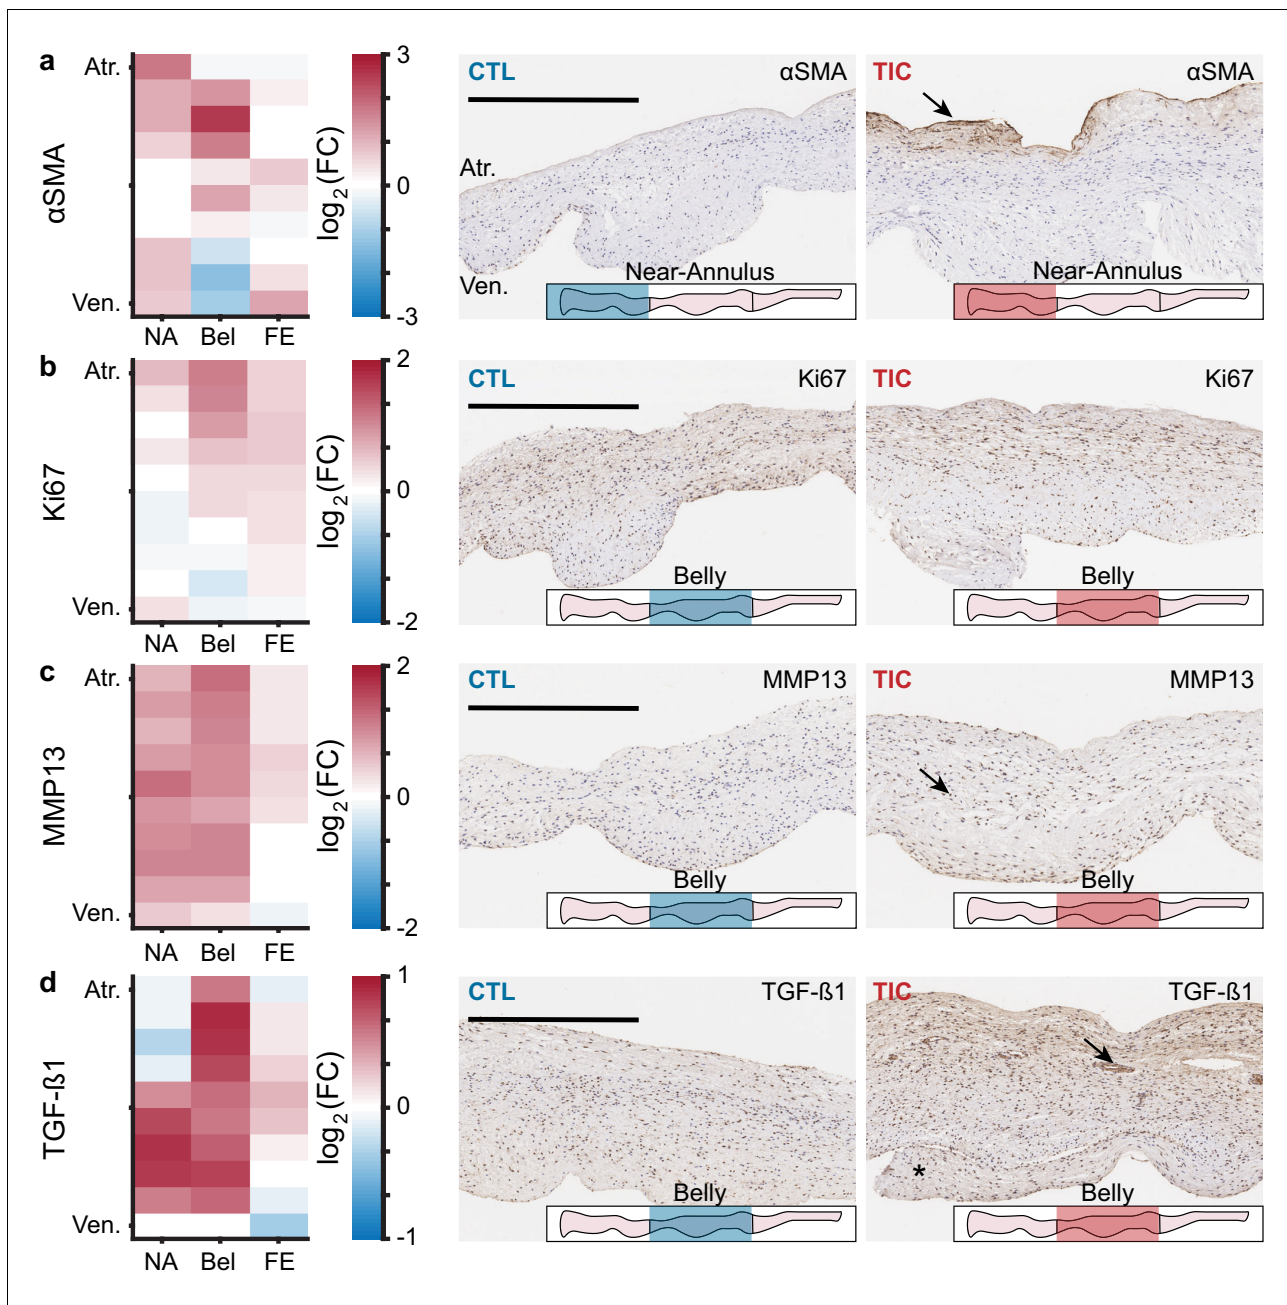 a
Atr.
αSMA
Ven.
NA Bel FE
3
0
-3
log2(FC)
CTL
αSMA
Atr.
Ven.
Near-Annulus
TIC
αSMA
Near-Annulus
b
Atr.
Ki67
Ven.
NA Bel FE
2
0
-2
log2(FC)
CTL
Ki67
Belly
TIC
Ki67
Belly
c
Atr.
MMP13
Ven.
NA Bel FE
2
0
-2
log2(FC)
CTL
MMP13
Belly
TIC
MMP13
Belly
d
Atr.
TGF-ß1
Ven.
NA Bel FE
1
0
-1
log2(FC)
CTL
TGF-ß1
Belly
TIC
TGF-ß1
*
Belly